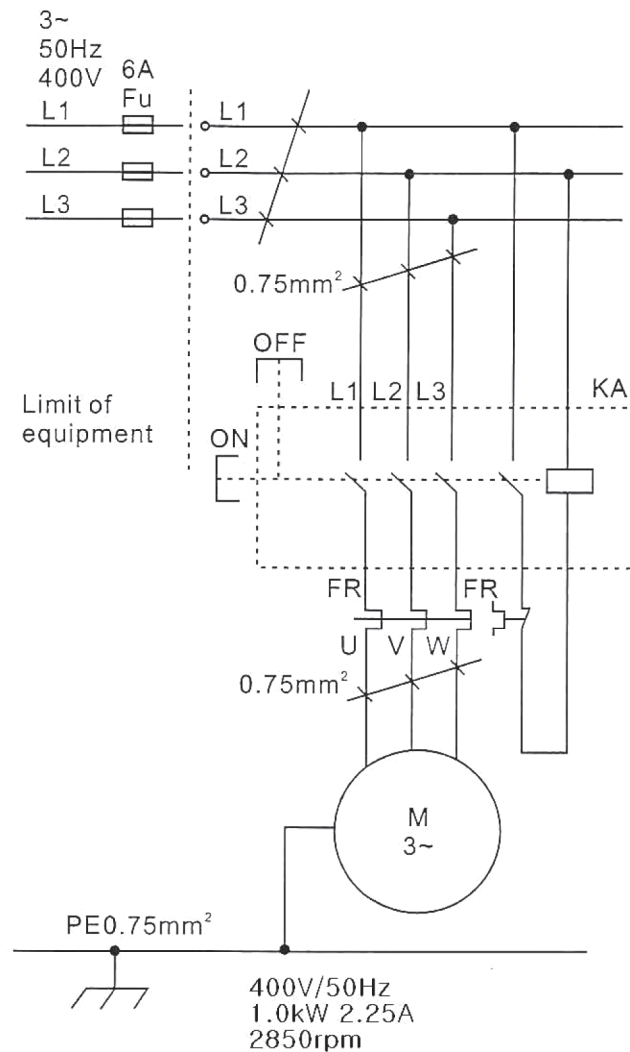 3~
50Hz
400V
6A
Fu
L1
L1
L2
L2
L3
L3
0.75mm²
OFF
L1 L2 L3
KA
Limit of
equipment
ON
FR
FR
U
V
W
0.75mm²
M
3~
PE0.75mm²
400V/50Hz
1.0kW 2.25A
2850rpm